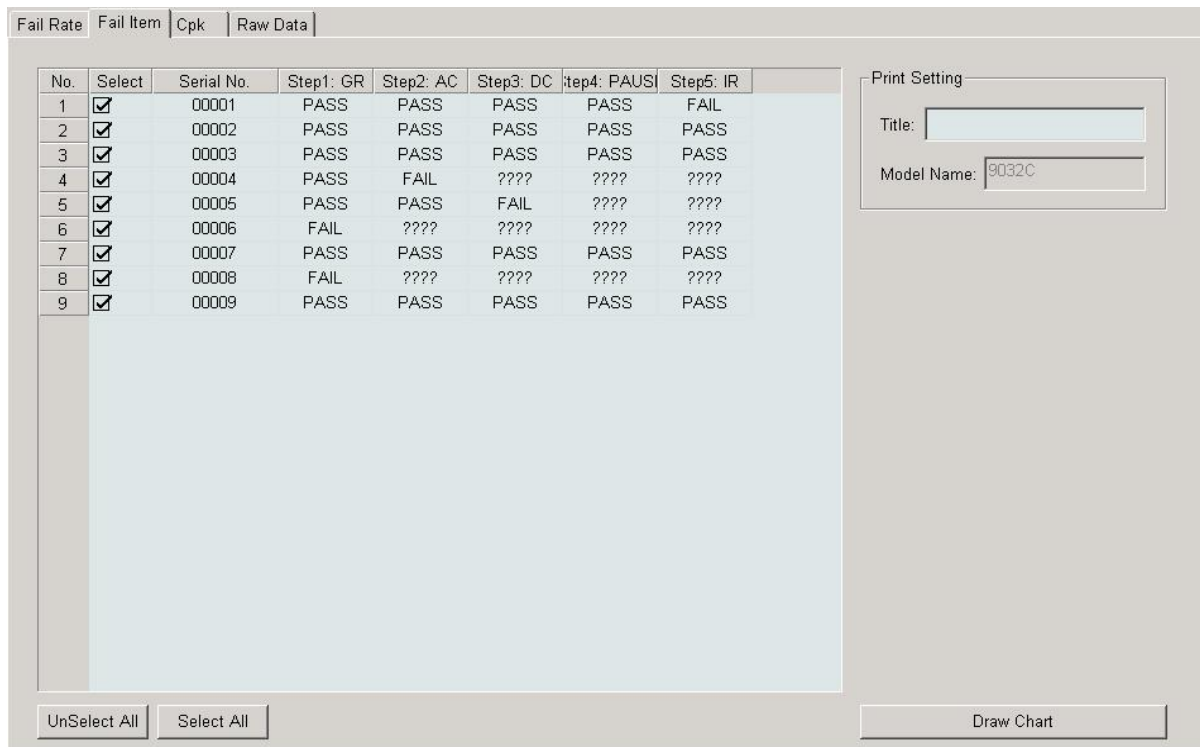 Fail Rate Fail Item Cpk Raw Data
No. Select Serial No. Step1: GR Step2: AC Step3: DC tep4: PAUSI Step5: IR
1 00001 PASS PASS PASS PASS FAIL
2 00002 PASS PASS PASS PASS PASS
3 00003 PASS PASS PASS PASS PASS
4 00004 PASS FAIL ???? ???? ????
5 00005 PASS PASS FAIL ???? ????
6 00006 FAIL ???? ???? ???? ????
7 00007 PASS PASS PASS PASS PASS
8 00008 FAIL ???? ???? ???? ????
9 00009 PASS PASS PASS PASS PASS
Print Setting
Title:
Model Name: 9032C
UnSelect All Select All Draw Chart